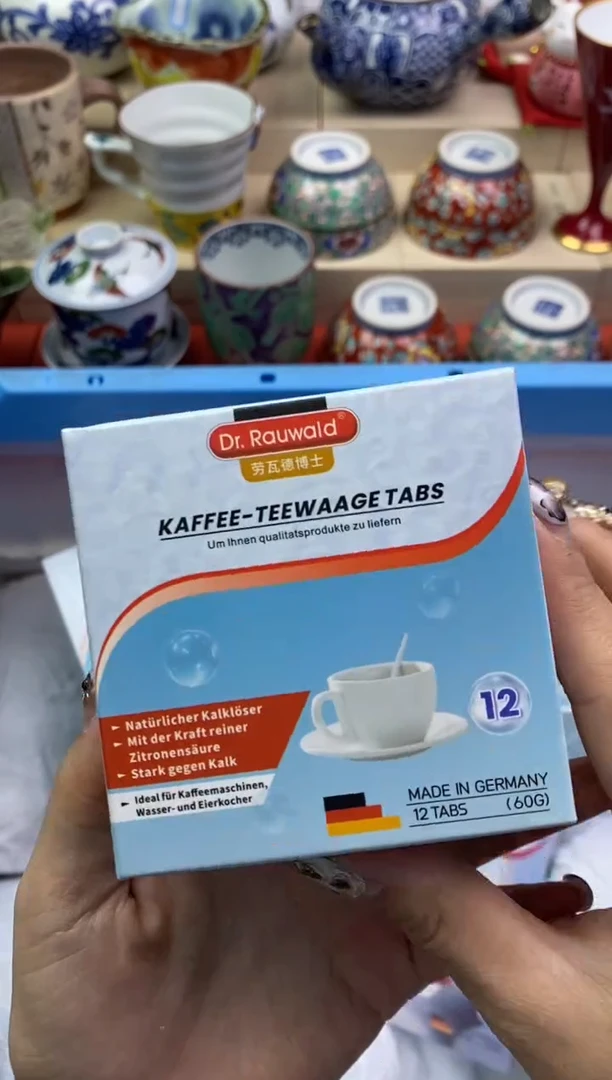 Dr. Rauwald®
劳瓦德博士
KAFFEE-TEEWAAGE TABS
Um Ihnen qualitatsprodukte zu liefern
► Natürlicher Kalklöser
► Mit der Kraft reiner
Zitronensäure
► Stark gegen Kalk
► Ideal für Kaffeemaschinen,
Wasser- und Eierkocher
12
MADE IN GERMANY
12 TABS (60G)